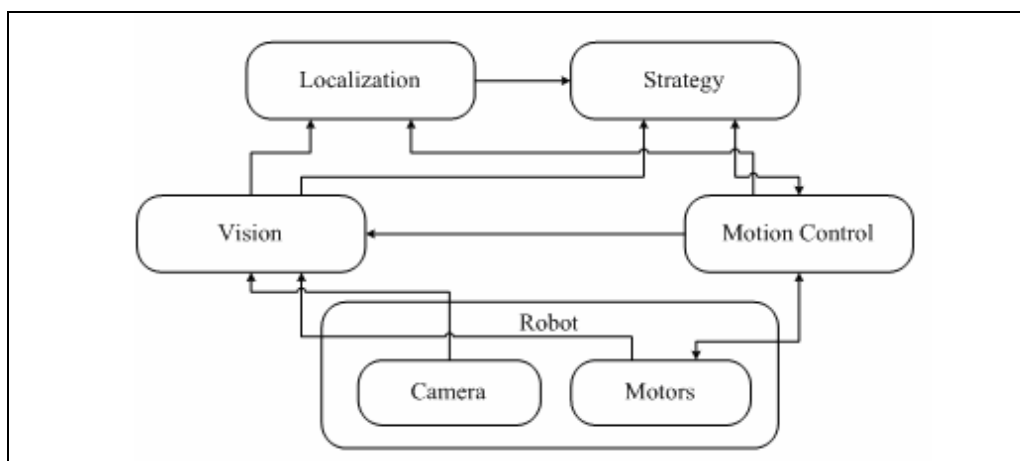 Localization
Strategy
Vision
Motion Control
Robot
Camera
Motors